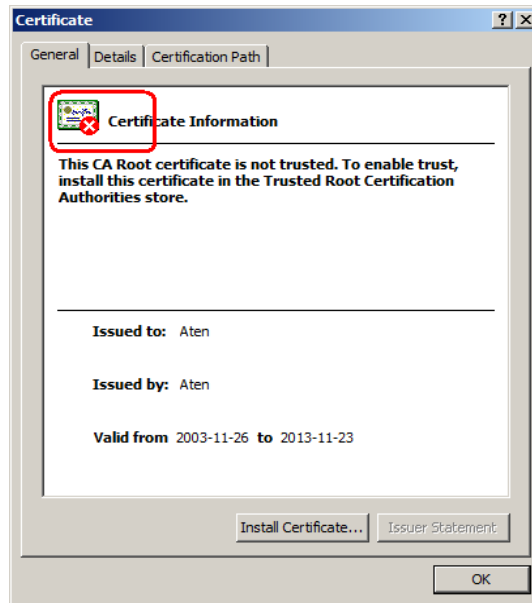 Certificate
General
Details
Certification Path
Certificate Information
This CA Root certificate is not trusted. To enable trust,
install this certificate in the Trusted Root Certification
Authorities store.
Issued to: Aten
Issued by: Aten
Valid from 2003-11-26 to 2013-11-23
Install Certificate...
Issuer Statement
OK